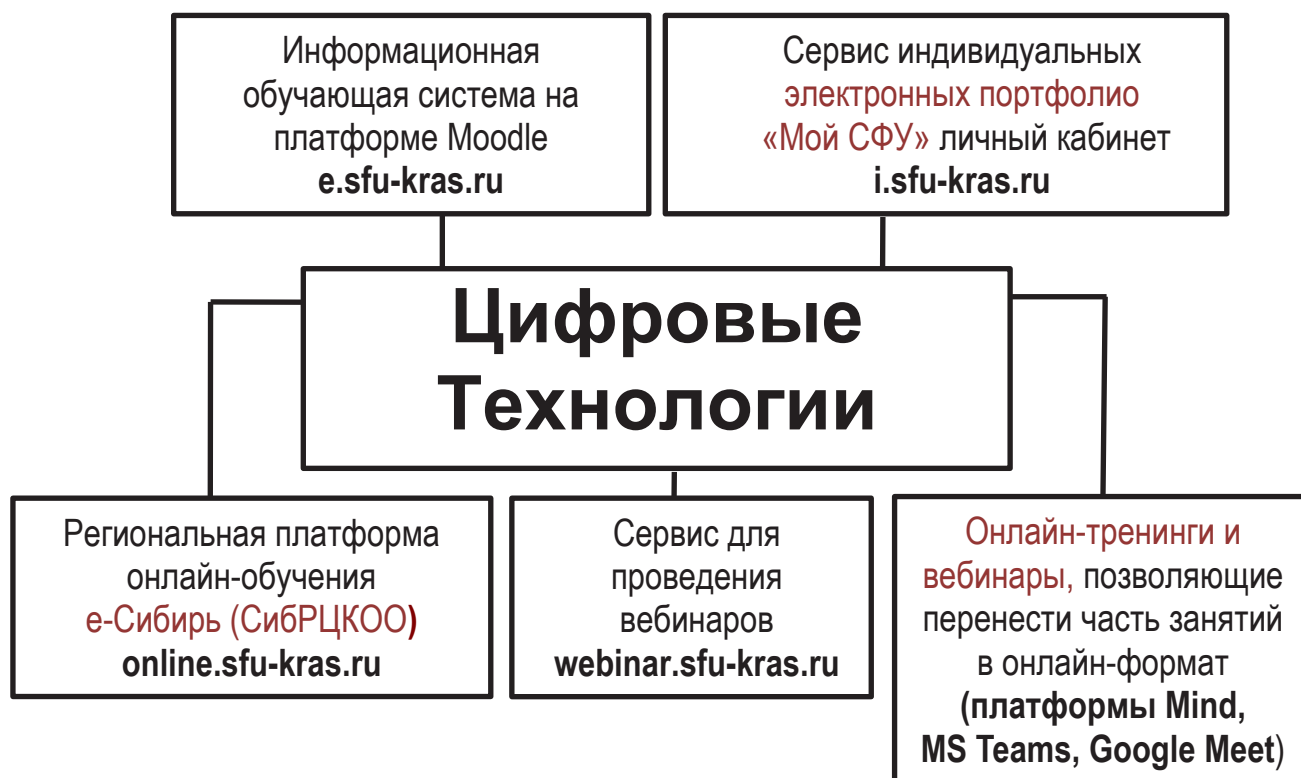 Информационная
обучающая система на
платформе Moodle
e.sfu-kras.ru
Сервис индивидуальных
электронных портфолио
«Мой СФУ» личный кабинет
i.sfu-kras.ru
Цифровые
Технологии
Региональная платформа
онлайн-обучения
е-Сибирь (СибРЦКОО)
online.sfu-kras.ru
Сервис для
проведения
вебинаров
webinar.sfu-kras.ru
Онлайн-тренинги и
вебинары, позволяющие
перенести часть занятий
в онлайн-формат
(платформы Mind,
MS Teams, Google Meet)